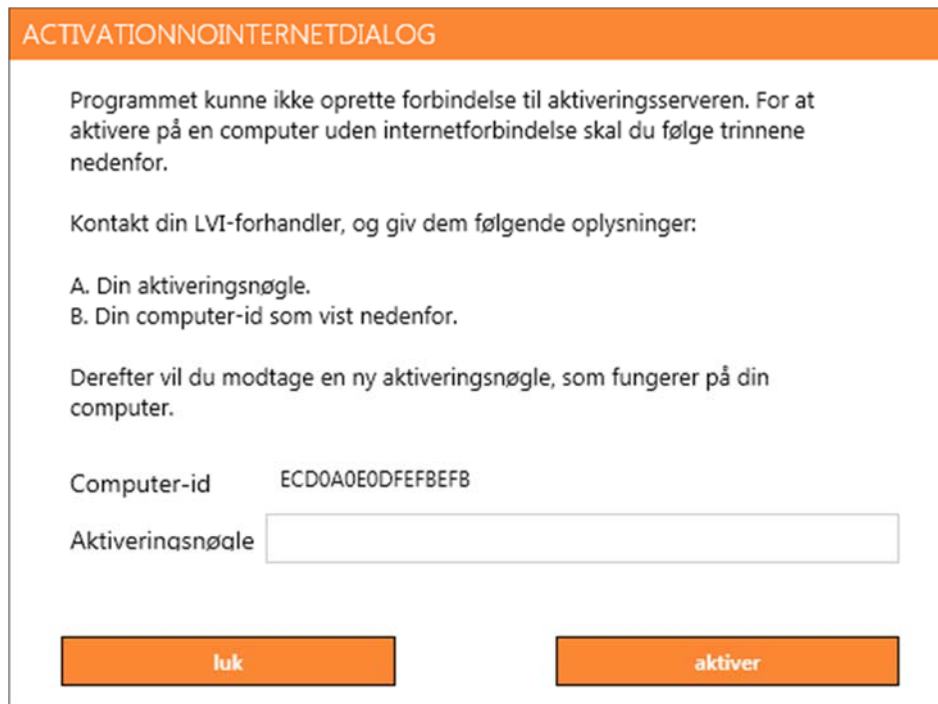 ACTIVATIONNOINTERNETDIALOG
Programmet kunne ikke oprette forbindelse til aktiveringsserveren. For at
aktivere på en computer uden internetforbindelse skal du følge trinnene
nedenfor.
Kontakt din LVI-forhandler, og giv dem følgende oplysninger:
A. Din aktiveringsnøgle.
B. Din computer-id som vist nedenfor.
Derefter vil du modtage en ny aktiveringsnøgle, som fungerer på din
computer.
Computer-id ECD0A0E0DFEFBEFB
Aktiveringsnøgle
luk aktiver